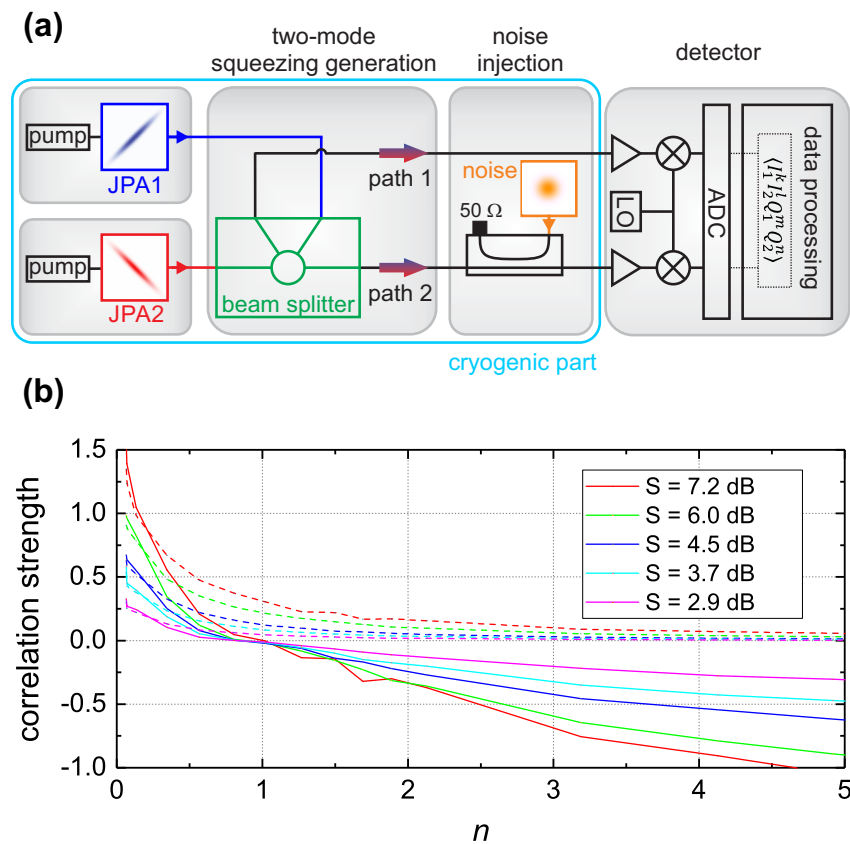 (a)
two-mode
squeezing generation
noise
injection
detector
pump
JPA1
path 1
noise
50 Ω
LO
ADC
data processing
⟨I₁ᵏI₂ˡQ₁ᵐQ₂ⁿ⟩
pump
JPA2
beam splitter
path 2
cryogenic part
(b)
correlation strength
1.5
1.0
0.5
0.0
-0.5
-1.0
S = 7.2 dB
S = 6.0 dB
S = 4.5 dB
S = 3.7 dB
S = 2.9 dB
0 1 2 3 4 5
n